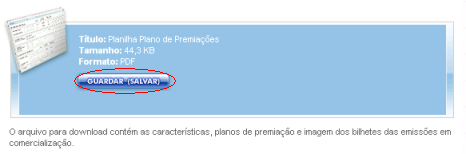 Título: Planilha Plano de Premiações
Tamanho: 44,3 KB
Formato: PDF
GUARDAR (SALVAR)
O arquivo para download contém as características, planos de premiação e imagem dos bilhetes das emissões em
comercialização.